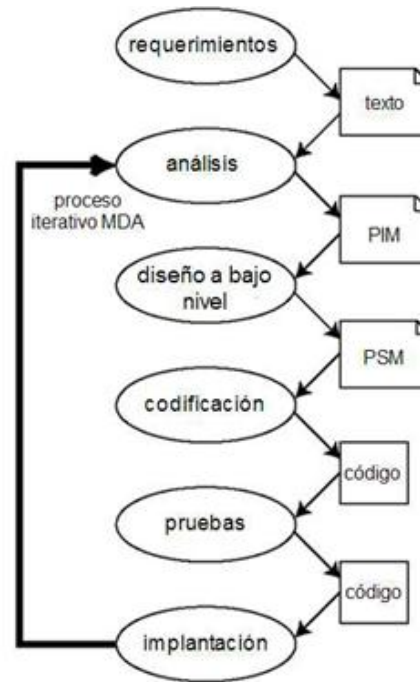 requerimientos
texto
análisis
proceso
iterativo MDA
PIM
diseño a bajo
nivel
PSM
codificación
código
pruebas
código
implantación